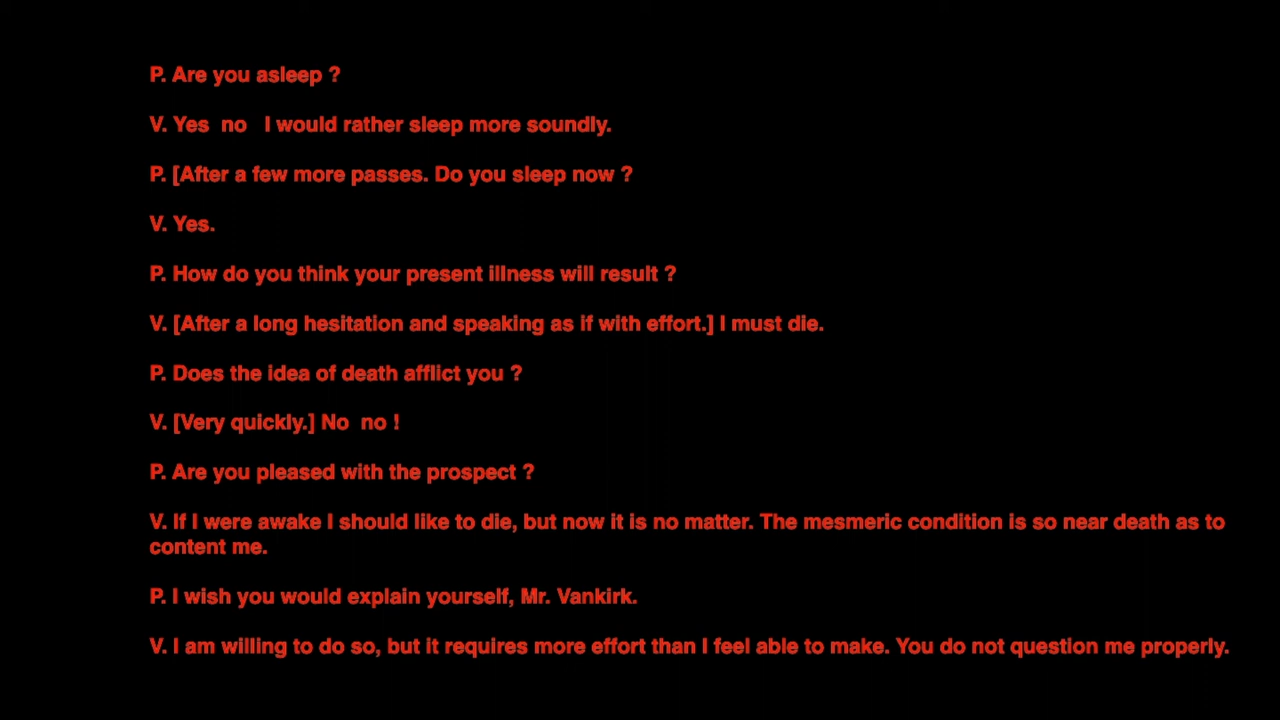 P. Are you asleep ?
V. Yes  no   I would rather sleep more soundly.
P. [After a few more passes. Do you sleep now ?
V. Yes.
P. How do you think your present illness will result ?
V. [After a long hesitation and speaking as if with effort.] I must die.
P. Does the idea of death afflict you ?
V. [Very quickly.] No  no !
P. Are you pleased with the prospect ?
V. If I were awake I should like to die, but now it is no matter. The mesmeric condition is so near death as to
content me.
P. I wish you would explain yourself, Mr. Vankirk.
V. I am willing to do so, but it requires more effort than I feel able to make. You do not question me properly.